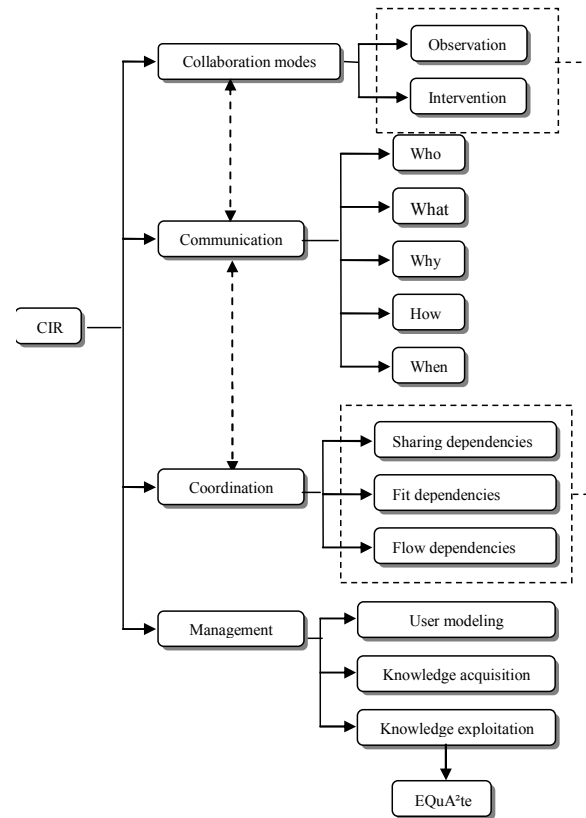 Collaboration modes
Observation
Intervention
Who
What
Communication
Why
How
CIR
When
Sharing dependencies
Coordination
Fit dependencies
Flow dependencies
User modeling
Management
Knowledge acquisition
Knowledge exploitation
EQuA²te